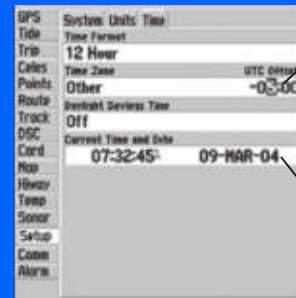 GPS
Tide
Trip
Celes
Points
Route
Track
DSC
Card
Map
Hiway
Temp
Sonar
Setup
Comm
Alarm
System Units Time
Time Format
12 Hour
Time Zone UTC Offset
Other
Daylight Savings Time
Off
Current Time and Date
07:32:45 09-MAR-04